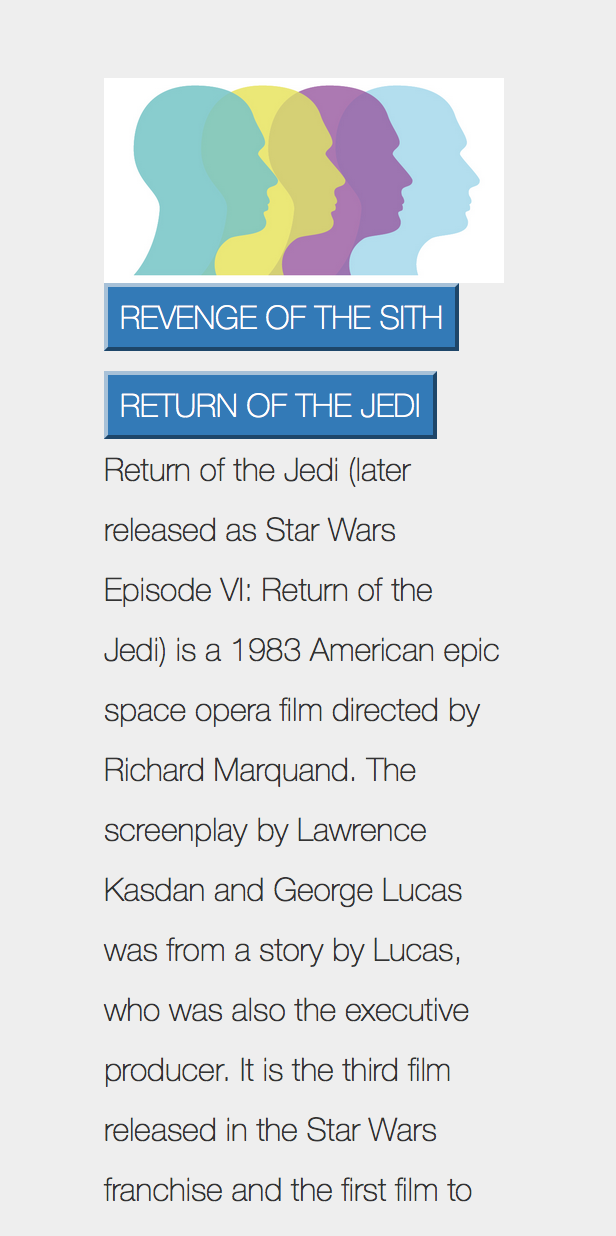 REVENGE OF THE SITH
RETURN OF THE JEDI
Return of the Jedi (later
released as Star Wars
Episode VI: Return of the
Jedi) is a 1983 American epic
space opera film directed by
Richard Marquand. The
screenplay by Lawrence
Kasdan and George Lucas
was from a story by Lucas,
who was also the executive
producer. It is the third film
released in the Star Wars
franchise and the first film to